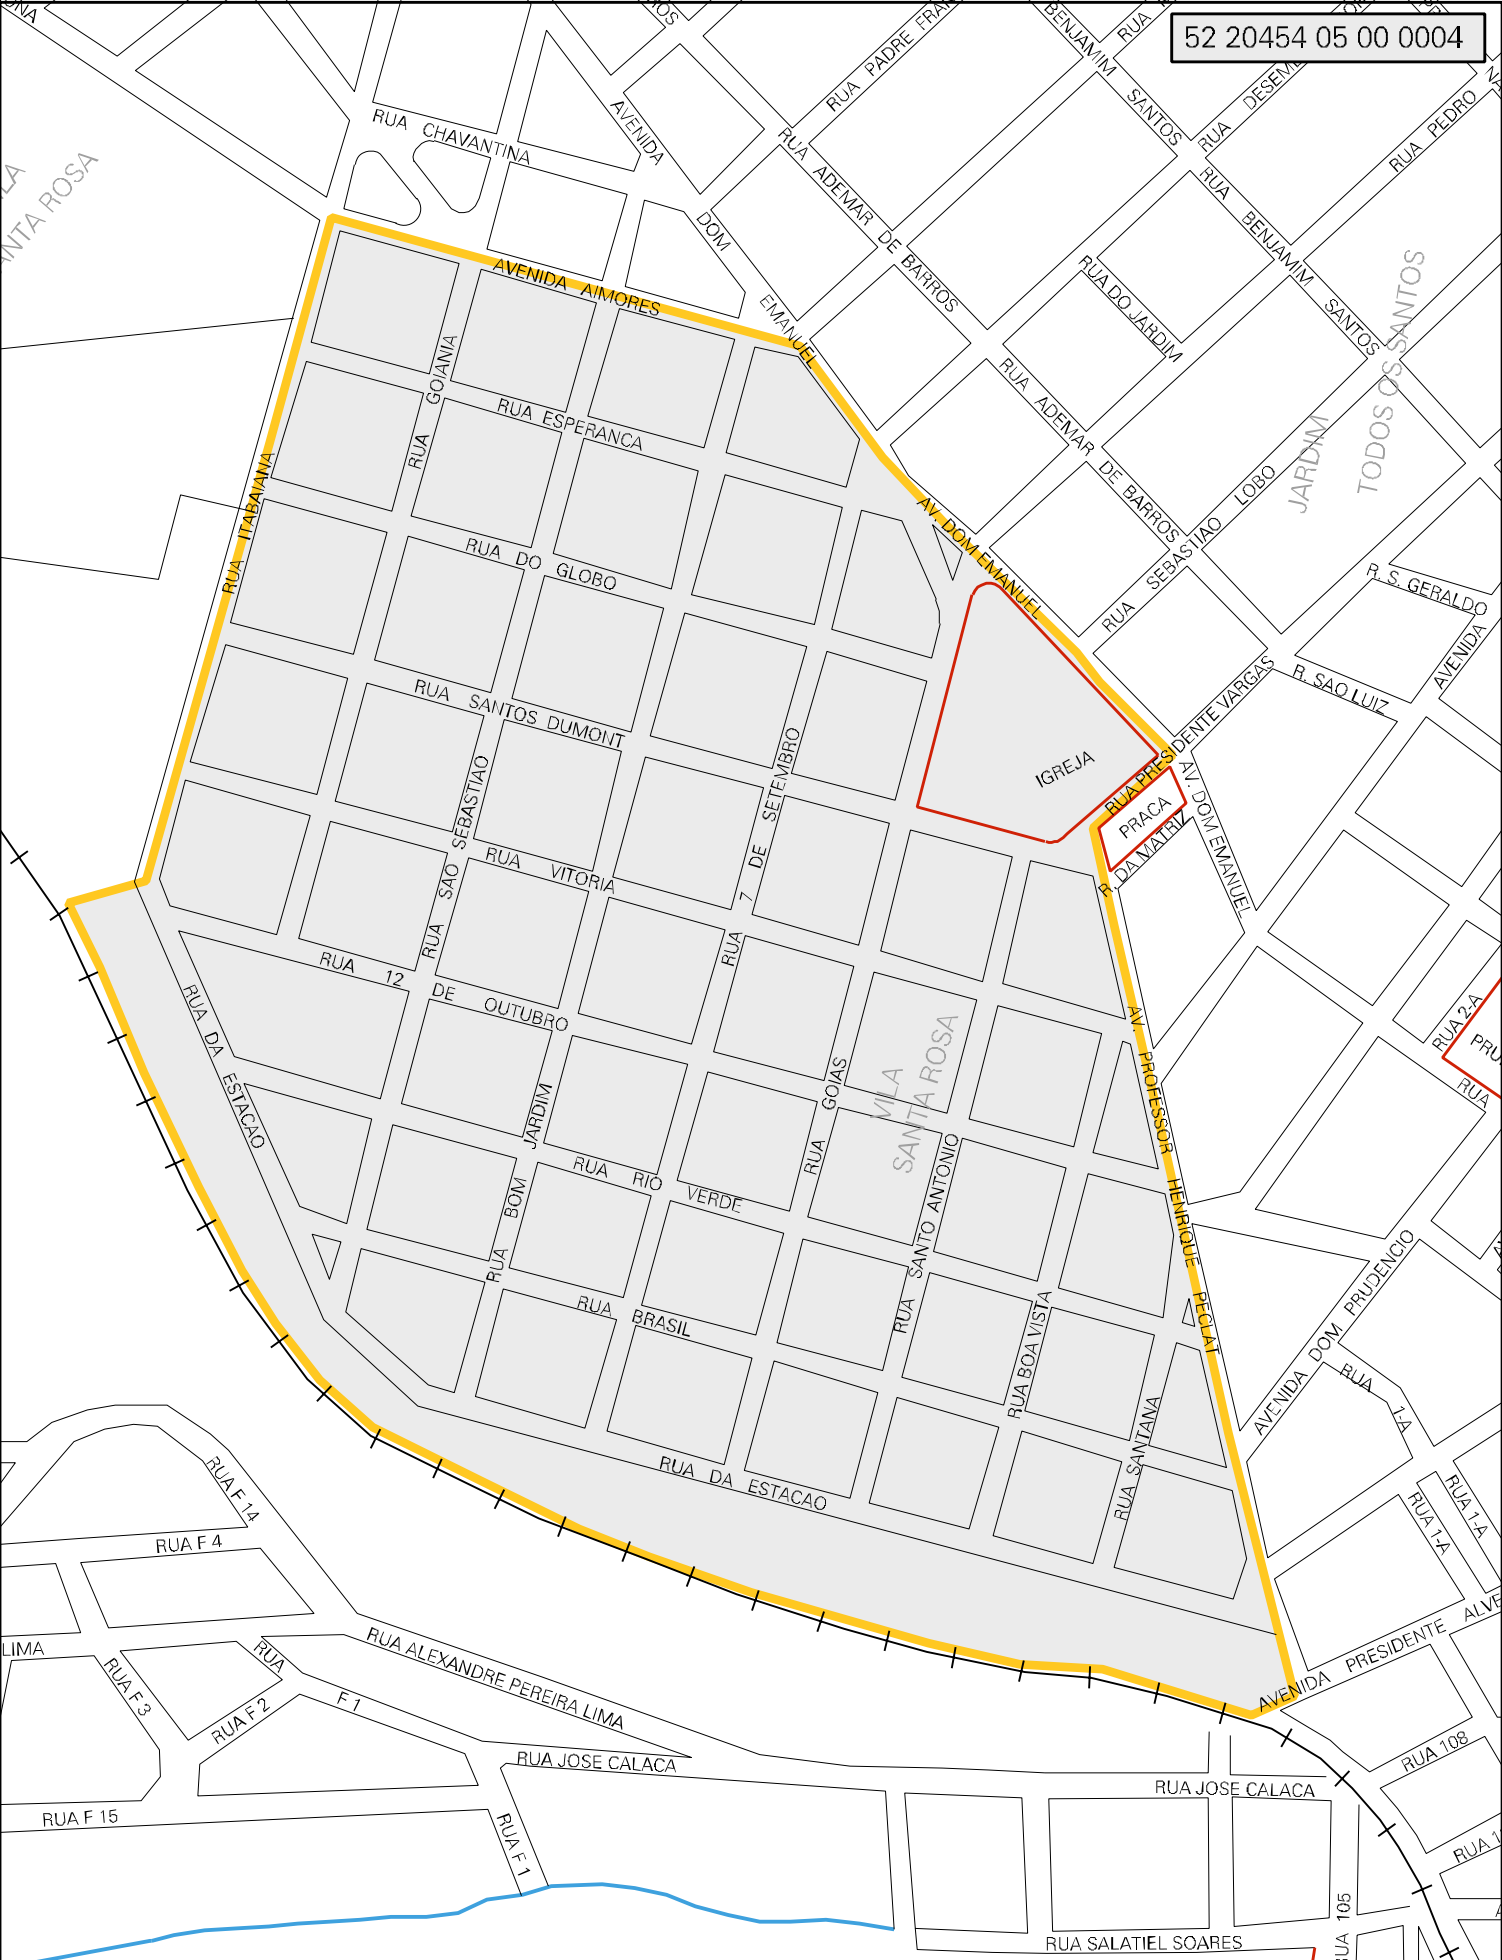 52 20454 05 00 0004
RUA PADRE
BENJAMIM SANTOS
RUA
RUA
RUA PEDRO
RUA CHAVANTINA
AVENIDA DOM EMANUEL
RUA ADEMAR DE BARROS
RUA BENJAMIM SANTOS
SANTA ROSA
AVENIDA AIMORES
RUA DO JARDIM
JARDIM
TODOS OS SANTOS
RUA GOIANIA
RUA ESPERANCA
RUA ADEMAR DE BARROS
RUA ITABAIANA
RUA DO GLOBO
AV. DOM EMANUEL
RUA SEBASTIAO LOBO
R. S. GERALDO
AVENIDA
R. SAO LUIZ
RUA SANTOS DUMONT
RUA PRESIDENTE VARGAS
IGREJA
PRACA
R. DA MATRIZ
AV. DOM EMANUEL
RUA SAO SEBASTIAO
RUA 7 DE SETEMBRO
RUA VITORIA
RUA 12 DE OUTUBRO
RUA DA ESTACAO
AV. PROFESSOR HENRIQUE PECLAT
RUA 2-A
RUA
VILA
SANTA ROSA
RUA GOIAS
RUA BOM JARDIM
RUA RIO VERDE
RUA SANTO ANTONIO
RUA BRASIL
RUA BOA VISTA
AVENIDA DOM PRUDENCIO
RUA 1-A
RUA SANTANA
RUA DA ESTACAO
RUA 1-A
RUA 1-A
RUA F 14
RUA F 4
LIMA
RUA F 3
RUA F 2
RUA F 1
RUA ALEXANDRE PEREIRA LIMA
AVENIDA PRESIDENTE
RUA 108
RUA JOSE CALACA
RUA JOSE CALACA
RUA F 15
RUA F 1
RUA 105
RUA SALATIEL SOARES